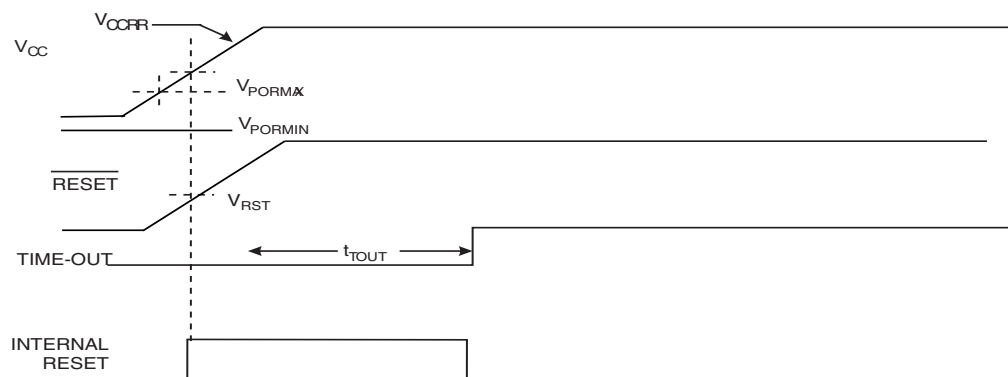 VCCRR
VCC
VPORMAX
VPORMIN
RESET
VRST
tTOUT
TIME-OUT
INTERNAL
RESET